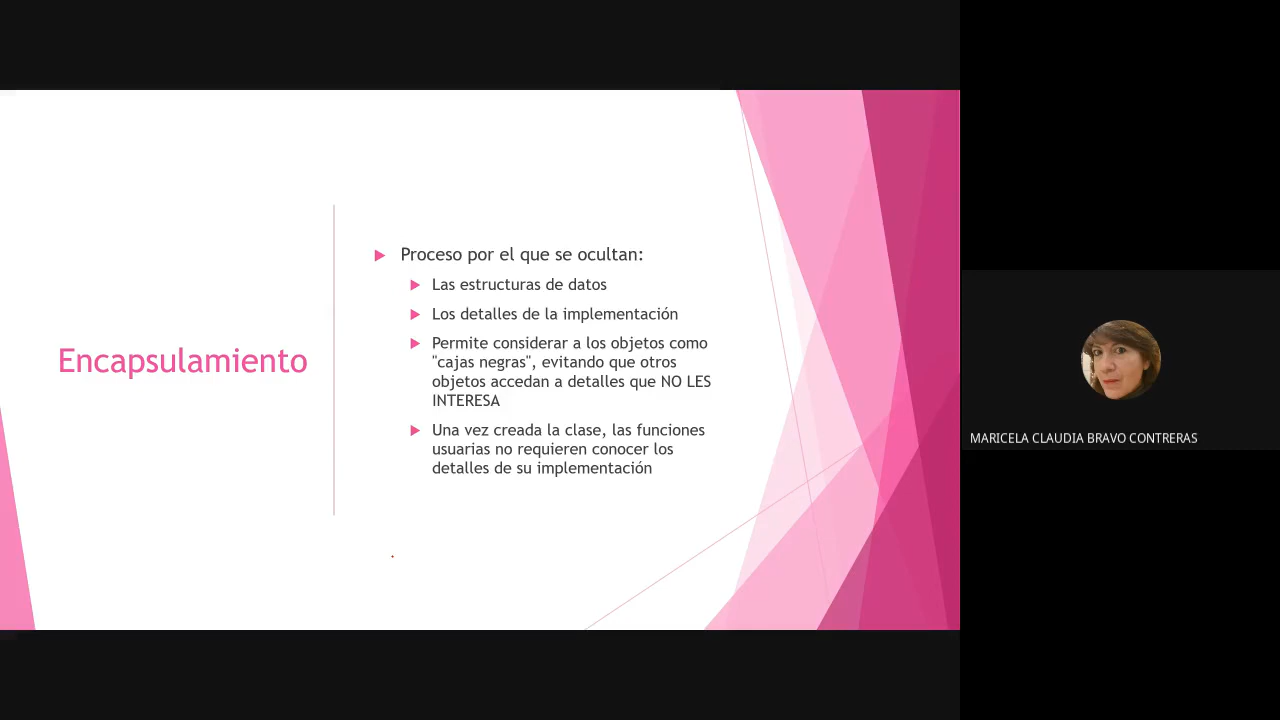 Encapsulamiento
Proceso por el que se ocultan:
Las estructuras de datos
Los detalles de la implementación
Permite considerar a los objetos como
"cajas negras", evitando que otros
objetos accedan a detalles que NO LES
INTERESA
Una vez creada la clase, las funciones
usuarias no requieren conocer los
detalles de su implementación
MARICELA CLAUDIA BRAVO CONTRERAS